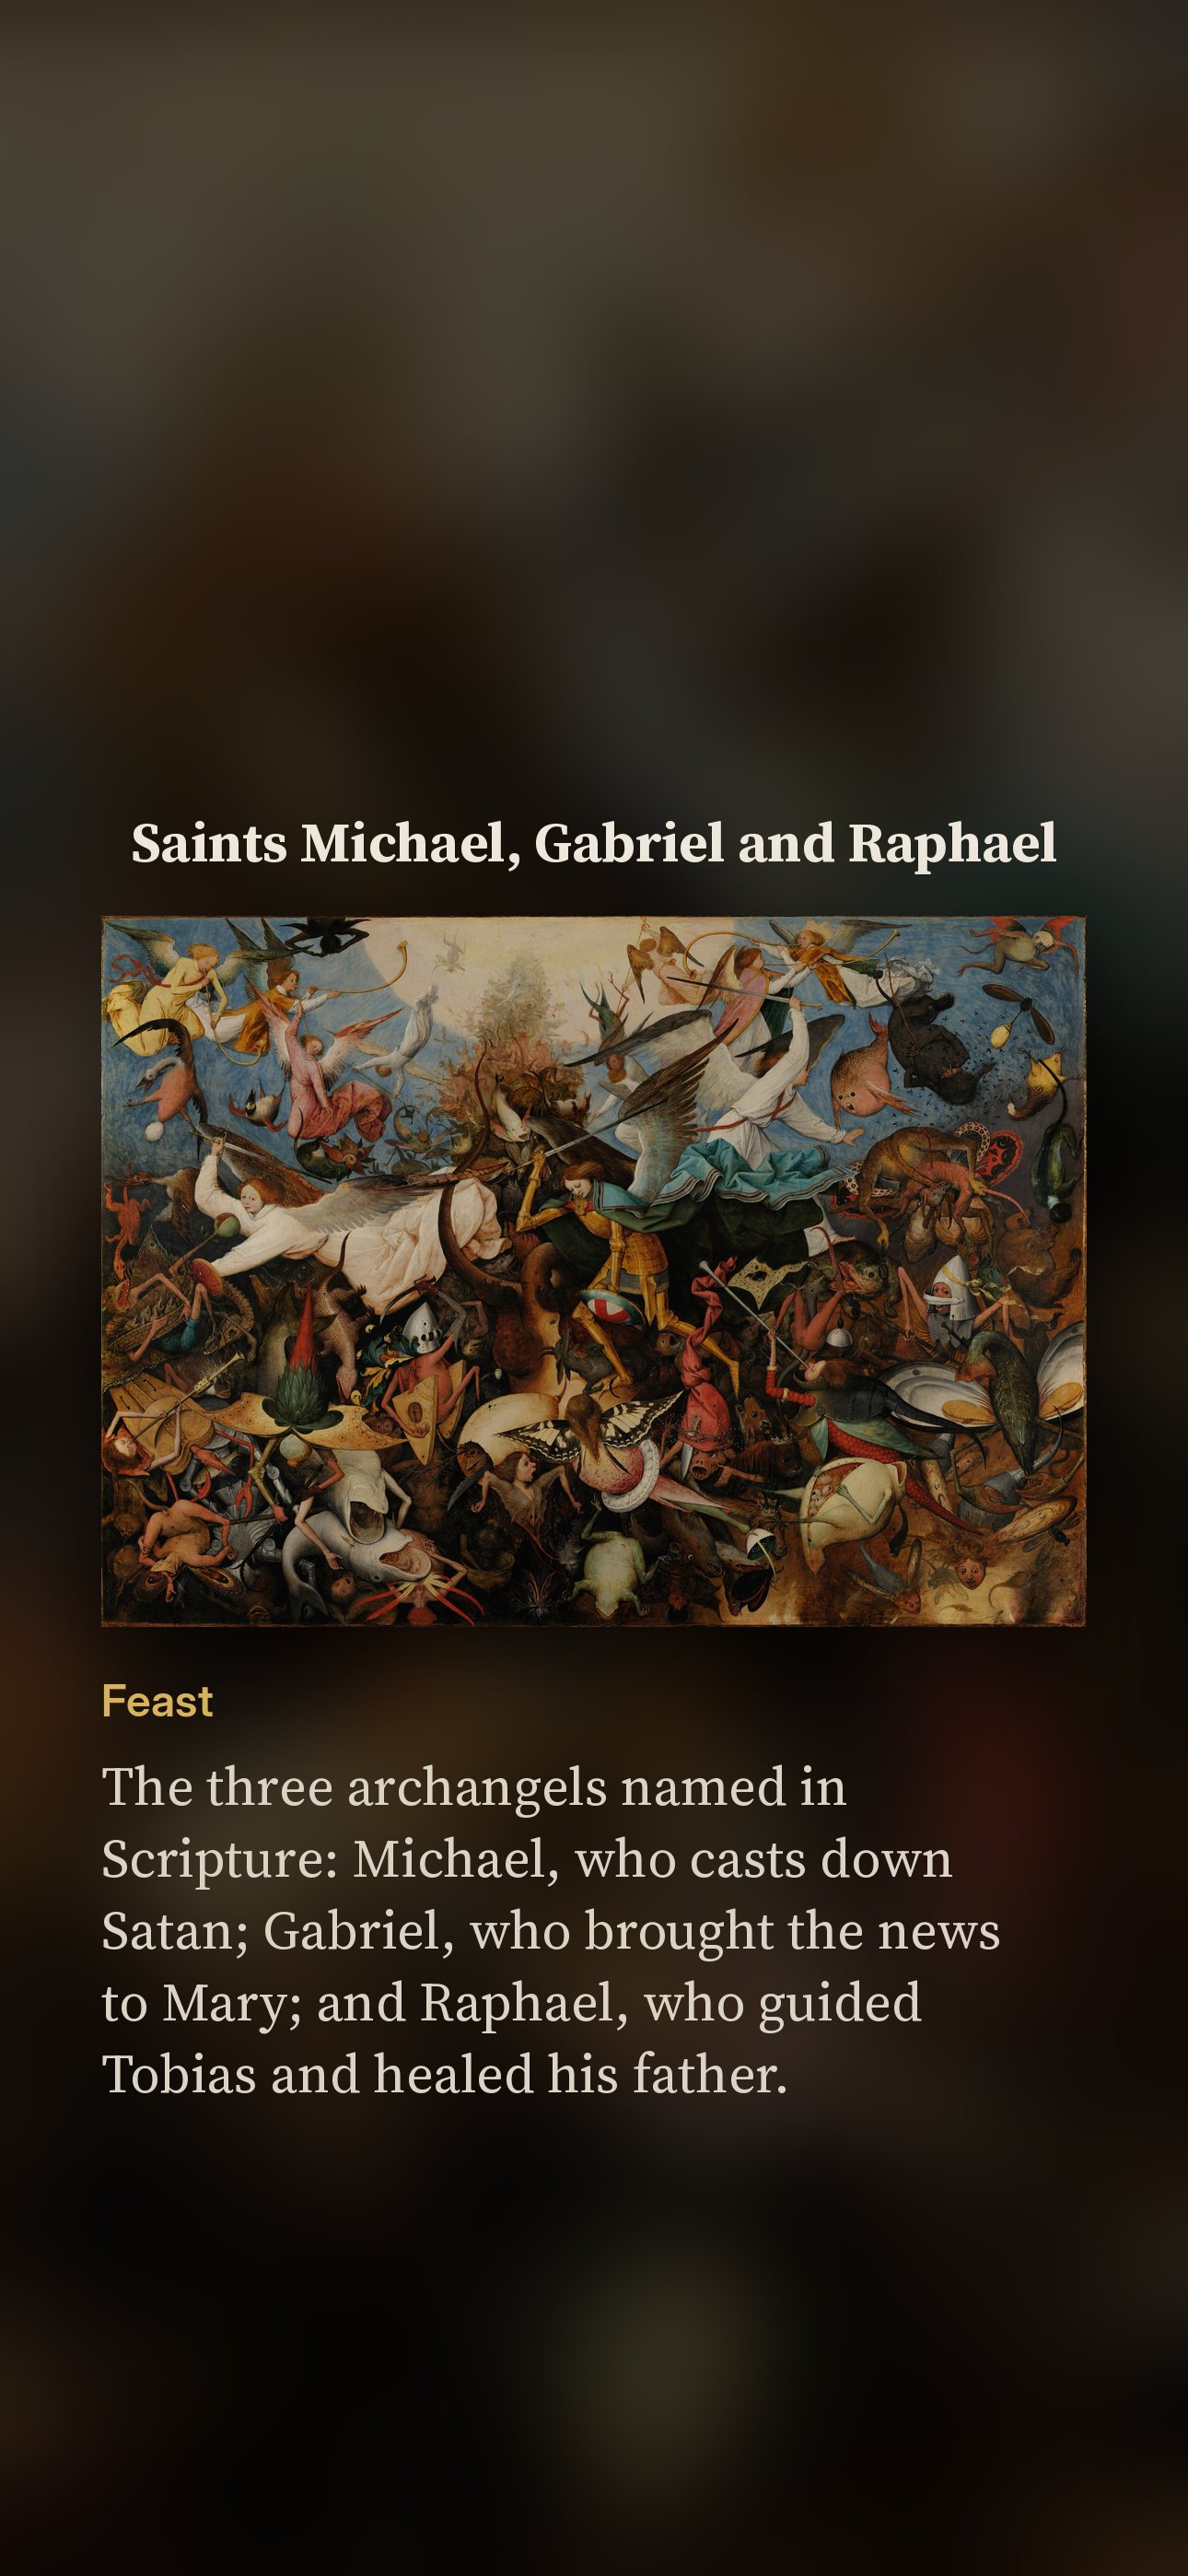 Saints Michael, Gabriel and Raphael
Feast
The three archangels named in
Scripture: Michael, who casts down
Satan; Gabriel, who brought the news
to Mary; and Raphael, who guided
Tobias and healed his father.